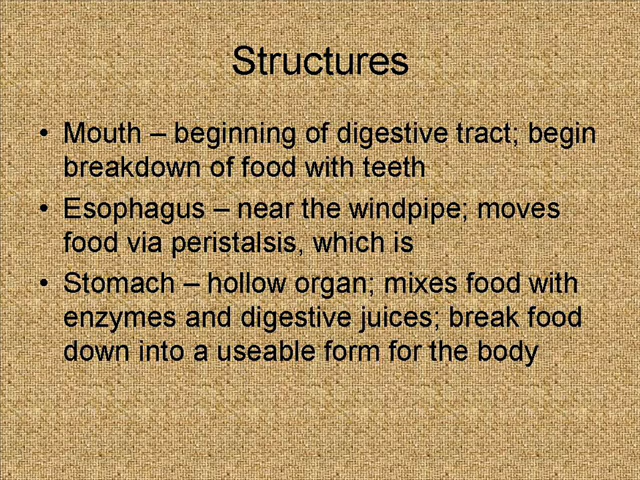 Structures
• Mouth – beginning of digestive tract; begin
breakdown of food with teeth
• Esophagus – near the windpipe; moves
food via peristalsis, which is
• Stomach – hollow organ; mixes food with
enzymes and digestive juices; break food
down into a useable form for the body